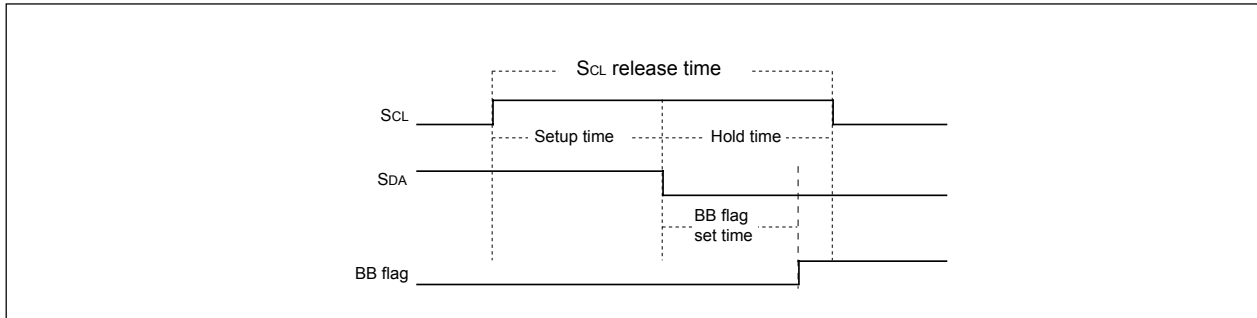 SCL release time
SCL
Setup time
Hold time
SDA
BB flag
set time
BB flag